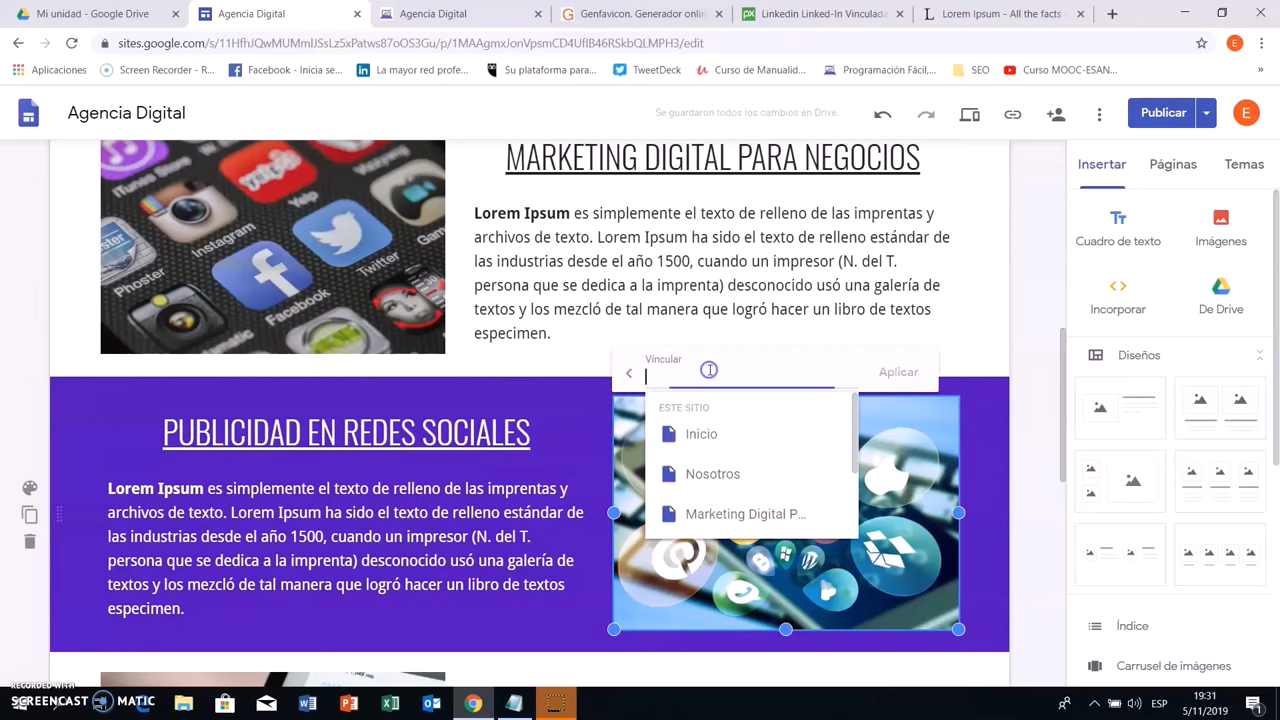 Mi unidad - Google Drive
Agencia Digital
Agencia Digital
Genfavicon. Generador onlin
Linkedin Linked-In Vinculada
Lorem Ipsum - All the facts -
sites.google.com/s/11HfhJQwMUMmIJSsLz5xPatws87oOS3Gu/p/1MAAgmxJonVpsmCD4UfIB46RSkbQLMPH3/edit
E
Aplicaciones
Screen Recorder - R...
Facebook - Inicia se...
La mayor red profe...
Su plataforma para...
TweetDeck
Curso de Manualid...
Programación Fácil,...
SEO
Curso MOOC-ESAN...
»
Agencia Digital
Se guardaron todos los cambios en Drive.
Publicar
E
Insertar
Páginas
Temas
MARKETING DIGITAL PARA NEGOCIOS
Lorem Ipsum es simplemente el texto de relleno de las imprentas y
archivos de texto. Lorem Ipsum ha sido el texto de relleno estándar de
las industrias desde el año 1500, cuando un impresor (N. del T.
persona que se dedica a la imprenta) desconocido usó una galería de
textos y los mezcló de tal manera que logró hacer un libro de textos
especimen.
Yelp
Instagram
Twitter
Phoster
Facebook
Cuadro de texto
Imágenes
Incorporar
De Drive
Diseños
Vincular
Aplicar
ESTE SITIO
Inicio
Nosotros
Marketing Digital P...
PUBLICIDAD EN REDES SOCIALES
Lorem Ipsum es simplemente el texto de relleno de las imprentas y
archivos de texto. Lorem Ipsum ha sido el texto de relleno estándar de
las industrias desde el año 1500, cuando un impresor (N. del T.
persona que se dedica a la imprenta) desconocido usó una galería de
textos y los mezcló de tal manera que logró hacer un libro de textos
especimen.
Índice
Carrusel de imágenes
RECORDED WITH
SCREENCAST MATIC
ESP
19:31
5/11/2019